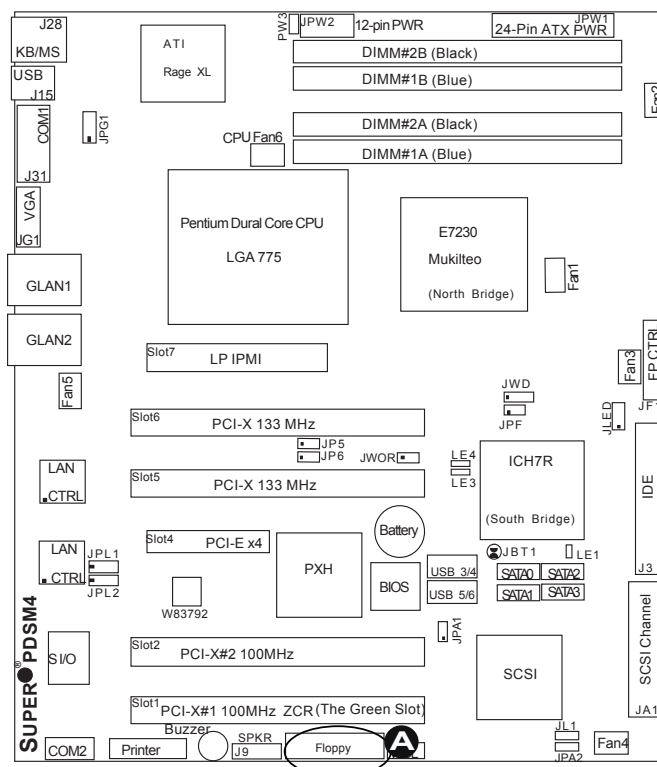 J28
KB/MS
USB
J15
COM1
J31
VGA
JG1
GLAN1
GLAN2
Fan5
JPG1
ATI
Rage XL
PW3
JPW2
12-pin PWR
JPW1
24-Pin ATX PWR
DIMM#2B (Black)
DIMM#1B (Blue)
DIMM#2A (Black)
DIMM#1A (Blue)
CPU Fan6
Pentium Dural Core CPU
LGA 775
E7230
Mukilteo
(North Bridge)
Fan1
Fan3
FP CTRL
JF1
JLED
Slot7
LP IPMI
JWD
JPF
Slot6
PCI-X 133 MHz
JP5
JP6
JWOR
LE4
LE3
ICH7R
(South Bridge)
IDE
J3
LAN
CTRL
Slot5
PCI-X 133 MHz
Battery
Slot4
PCI-E x4
PXH
BIOS
USB 3/4
USB 5/6
JBT1
LE1
SATA0
SATA2
SATA1
SATA3
LAN
CTRL
JPL1
JPL2
W83792
JPA1
SCSI
SCSI Channel
JA1
S I/O
Slot2
PCI-X#2 100MHz
Slot1
PCI-X#1 100MHz ZCR (The Green Slot)
SUPER® PDSM4
Buzzer
COM2
Printer
SPKR
J9
Floppy
A
JL1
JPA2
Fan4